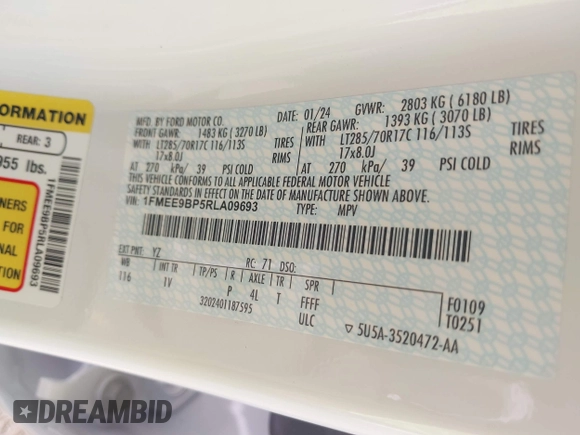 ORMATION
REAR: 3
955 lbs.
1FMEE9BP5RLA09693
ERS
FOR
NAL
ATION
MFD. BY FORD MOTOR CO.
DATE: 01/24 GVWR: 2803 KG ( 6180 LB)
FRONT GAWR: 1483 KG ( 3270 LB) REAR GAWR: 1393 KG ( 3070 LB)
WITH LT285/70R17C 116/113S TIRES WITH LT285/70R17C 116/113S TIRES
17x8.0J RIMS 17x8.0J RIMS
AT 270 kPa/ 39 PSI COLD AT 270 kPa/ 39 PSI COLD
THIS VEHICLE CONFORMS TO ALL APPLICABLE FEDERAL MOTOR VEHICLE
SAFETY STANDARDS IN EFFECT ON THE DATE OF MANUFACTURE SHOWN ABOVE.
VIN: 1FMEE9BP5RLA09693 TYPE: MPV
EXT PNT: YZ RC: 71 DSO:
WB INT TR TP/PS R AXLE TR SPR
116 1V P 4L T FFFF F0109
3202401187595 ULC T0251
▽ 5U5A-3520472-AA
DREAMBID